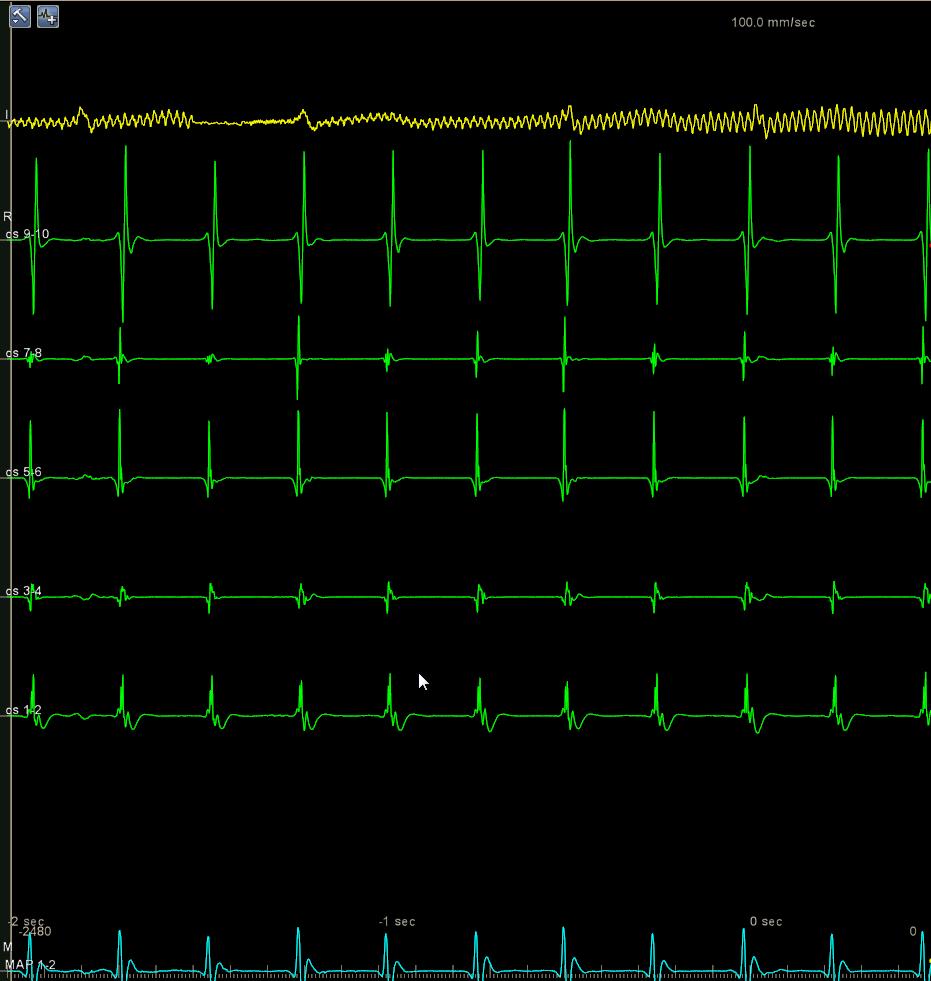 100.0 mm/sec
I
R
cs 9-10
cs 7-8
cs 5-6
cs 3-4
cs 1-2
-2 sec
-1 sec
0 sec
-2480
0
M
MAP 1-2